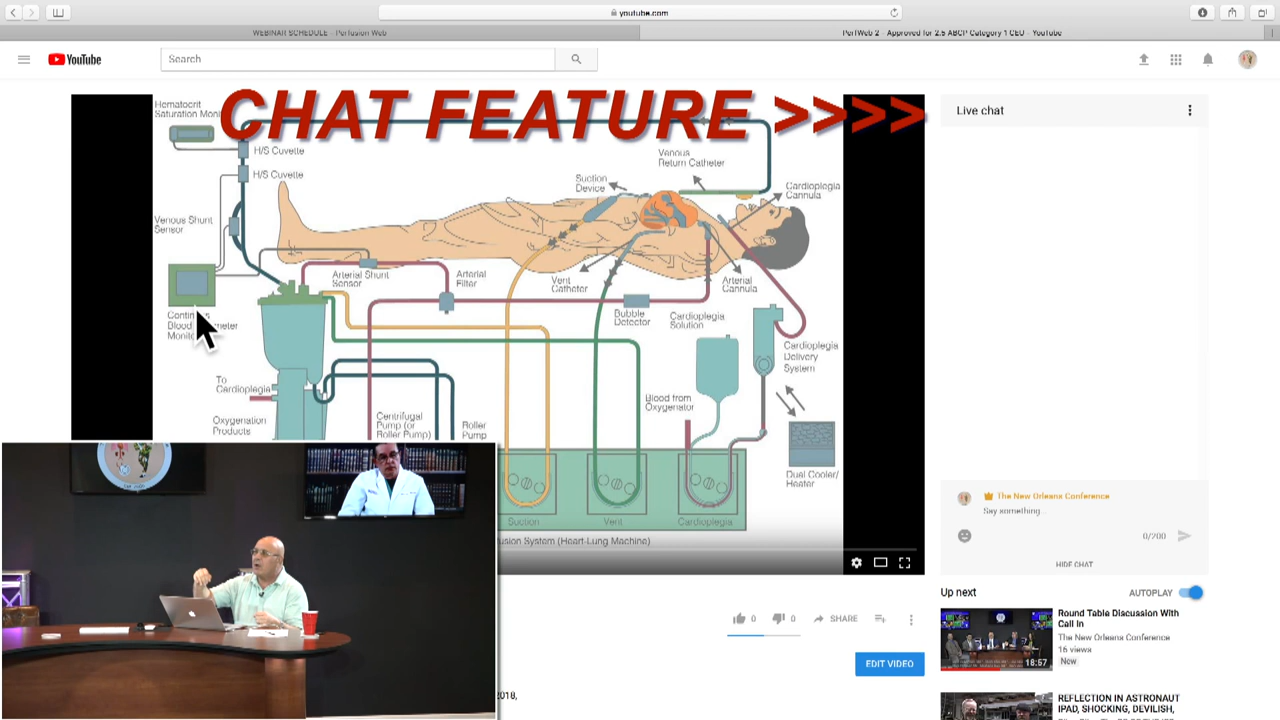 youtube.com
WEBINAR SCHEDULE - Perfusion Web
PerfWeb 2 - Approved for 2.5 ABCP Category 1 CEU - YouTube
YouTube
Search
CHAT FEATURE >>>>
Live chat
Hematocrit
Saturation
H/S Cuvette
H/S Cuvette
Venous
Return Catheter
Suction
Device
Cardioplegia
Cannula
Venous Shunt
Sensor
Arterial Shunt
Sensor
Arterial
Filter
Vent
Catheter
Arterial
Cannula
Bubble
Detector
Cardioplegia
Solution
Blood
Cardioplegia
Delivery
System
To
Cardioplegia
Oxygenation
Products
Centrifugal
Pump (or
Roller Pump)
Roller
Pump
Blood from
Oxygenator
Dual Cooler/
Heater
Suction
Vent
Cardioplegia
System (Heart-Lung Machine)
The New Orleans Conference
Say something...
0/200
HIDE CHAT
Up next
AUTOPLAY
0
0
SHARE
EDIT VIDEO
2018,
Round Table Discussion With
Call In
The New Orleans Conference
16 views
New
18:57
REFLECTION IN ASTRONAUT
IPAD, SHOCKING, DEVILISH,